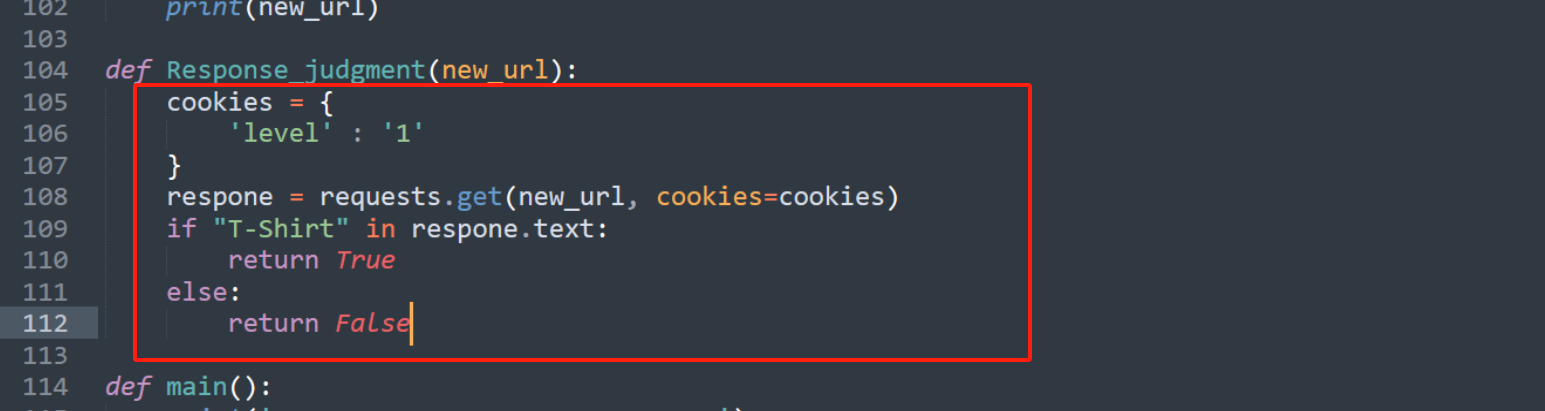 102 print(new_url)
103
104 def Response_judgment(new_url):
105 cookies = {
106 'level' : '1'
107 }
108 respone = requests.get(new_url, cookies=cookies)
109 if "T-Shirt" in respone.text:
110 return True
111 else:
112 return False
113
114 def main():